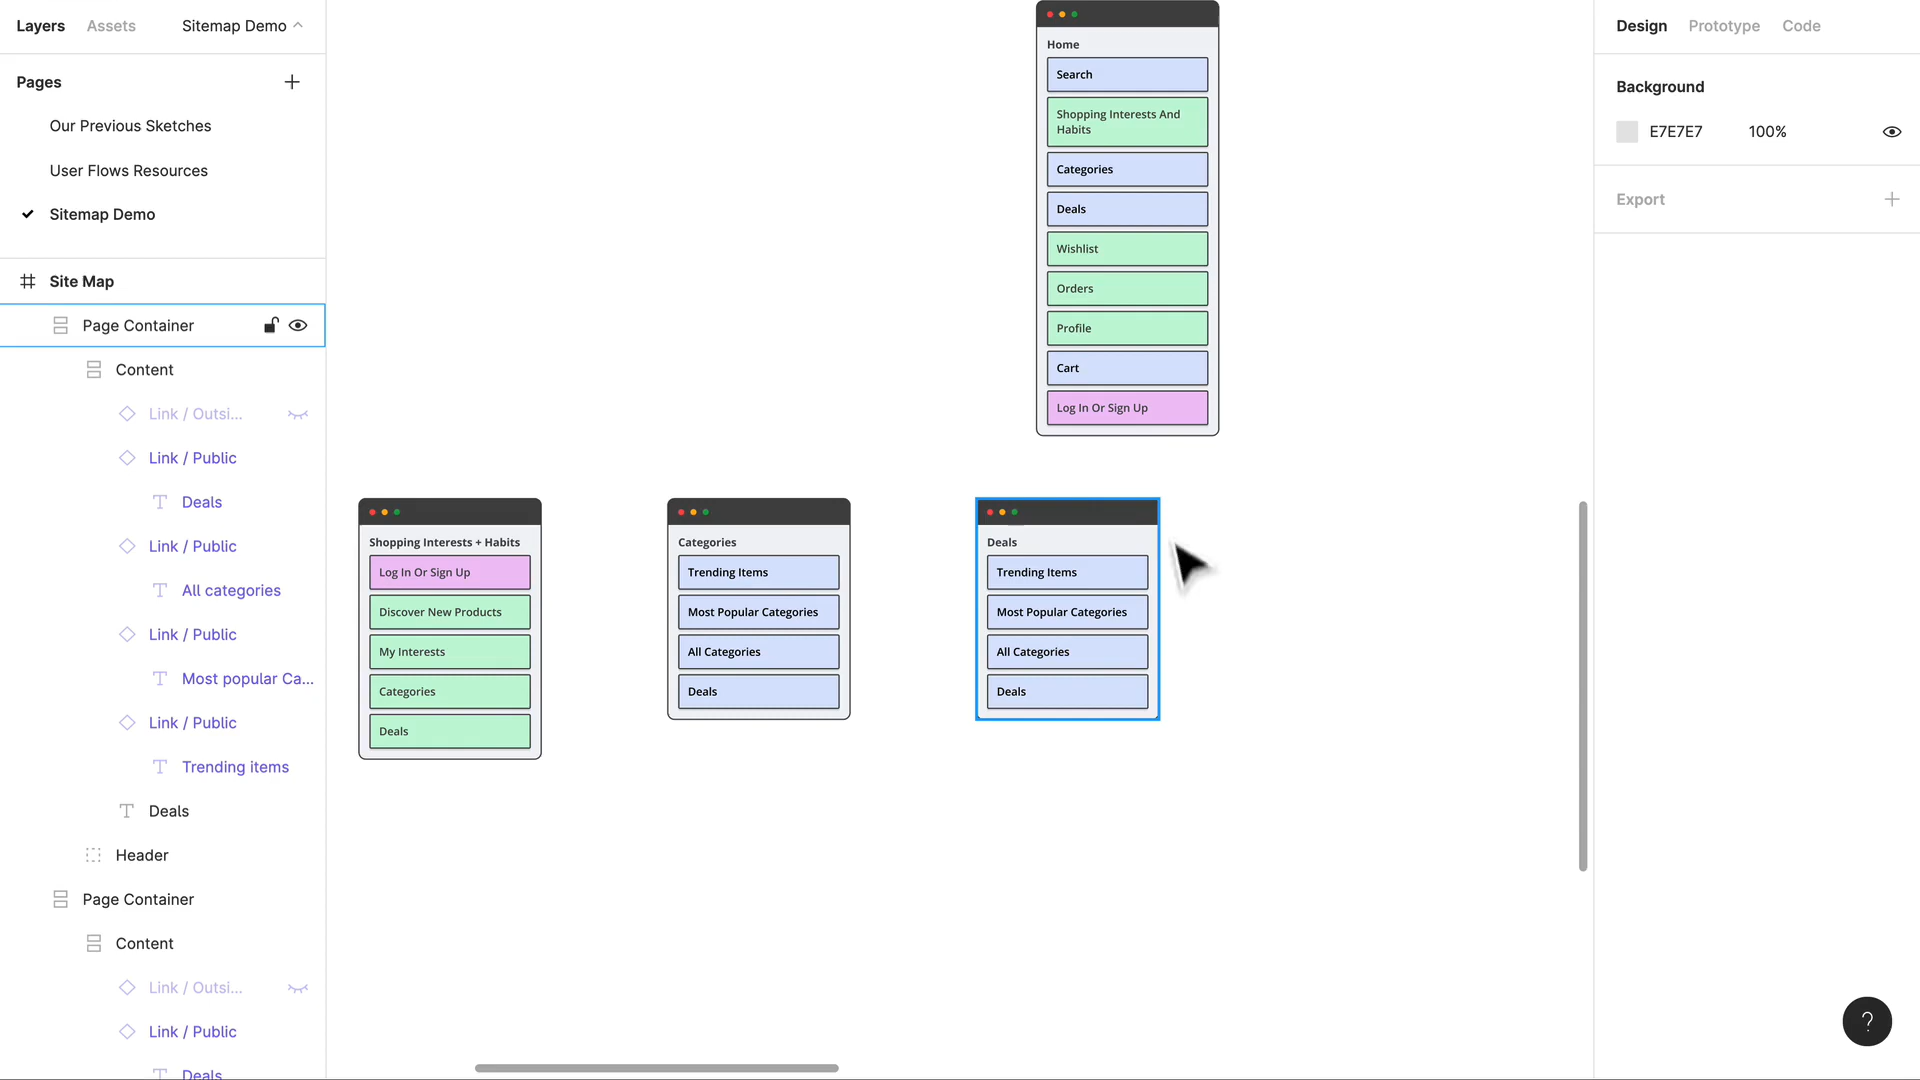 Layers
Assets
Sitemap Demo
Pages
Our Previous Sketches
User Flows Resources
Sitemap Demo
Site Map
Page Container
Content
Link / Outsi...
Link / Public
Deals
Link / Public
All categories
Link / Public
Most popular Ca...
Link / Public
Trending items
Deals
Header
Page Container
Content
Link / Outsi...
Link / Public
Deals
Home
Search
Shopping Interests And
Habits
Categories
Deals
Wishlist
Orders
Profile
Cart
Log In Or Sign Up
Shopping Interests + Habits
Log In Or Sign Up
Discover New Products
My Interests
Categories
Deals
Categories
Trending Items
Most Popular Categories
All Categories
Deals
Deals
Trending Items
Most Popular Categories
All Categories
Deals
Design
Prototype
Code
Background
E7E7E7
100%
Export
?